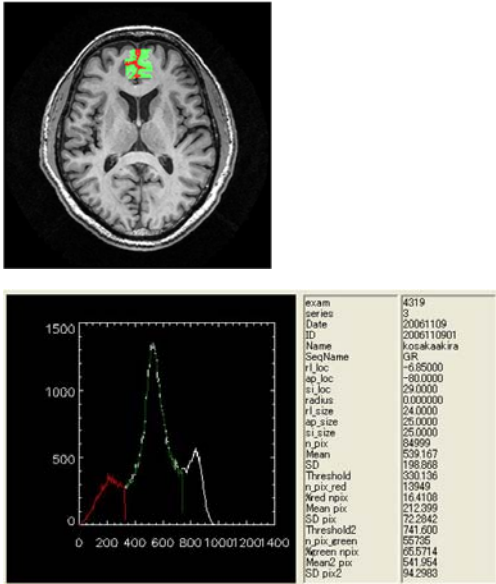 1500
1000
500
0
0 200 400 600 800 1000 1200 1400
exam 4319
series 3
Date 20061109
ID 2006110901
Name kosakaakira
SeqName GR
rl_loc -6.85000
ap_loc -80.0000
si_loc 29.0000
radius 0.000000
rl_size 24.0000
ap_size 25.0000
si_size 25.0000
n_pix 84999
Mean 539.167
SD 198.868
Threshold 330.136
n_pix_red 13949
%red npix 16.4108
Mean pix 212.399
SD pix 72.2842
Threshold2 741.600
n_pix_green 55735
%green npix 65.5714
Mean2 pix 541.954
SD pix2 94.2983